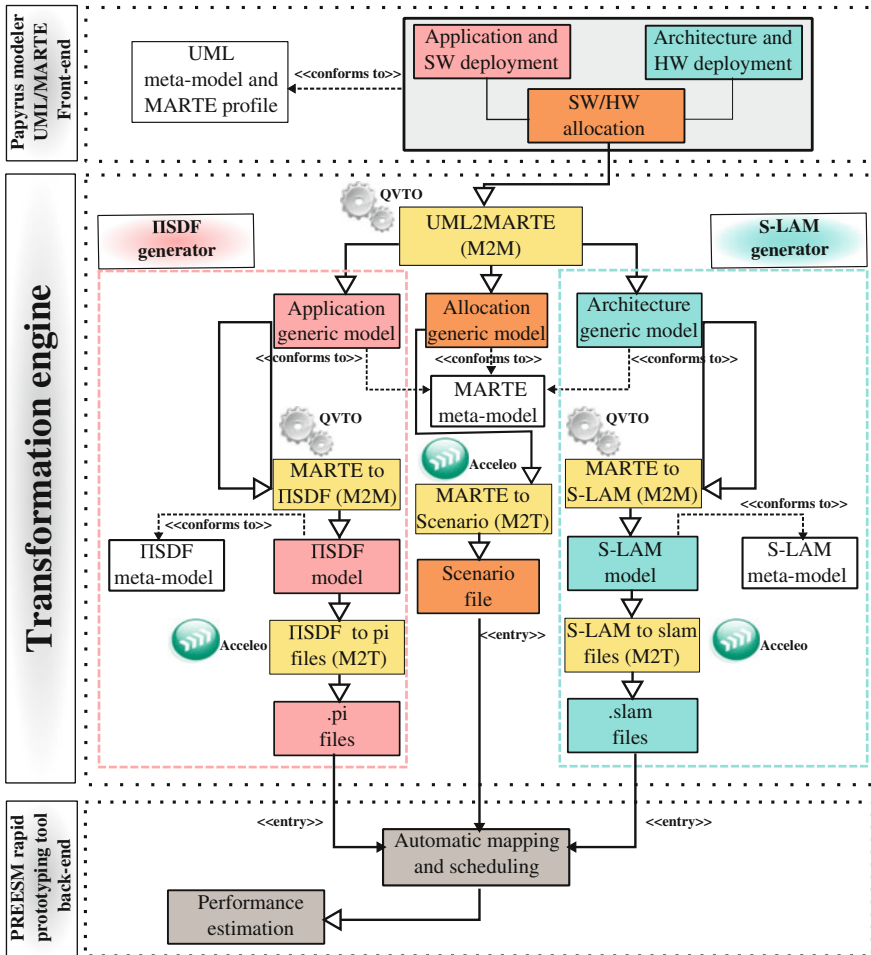 Papyrus modeler
UML/MARTE
Front-end
UML
meta-model and
MARTE profile
<<conforms to>>
Application and
SW deployment
Architecture and
HW deployment
SW/HW
allocation
Transformation engine
QVTO
UML2MARTE
(M2M)
ΠSDF
generator
S-LAM
generator
Application
generic model
Allocation
generic model
Architecture
generic model
<<conforms to>>
<<conforms to>>
<<conforms to>>
MARTE
meta-model
QVTO
QVTO
Acceleo
MARTE to
ΠSDF (M2M)
MARTE to
Scenario (M2T)
MARTE to
S-LAM (M2M)
<<conforms to>>
<<conforms to>>
ΠSDF
meta-model
ΠSDF
model
Scenario
file
S-LAM
model
S-LAM
meta-model
Acceleo
ΠSDF to pi
files (M2T)
<<entry>>
S-LAM to slam
files (M2T)
Acceleo
.pi
files
.slam
files
PREESM rapid
prototyping tool
back-end
<<entry>>
<<entry>>
Automatic mapping
and scheduling
Performance
estimation